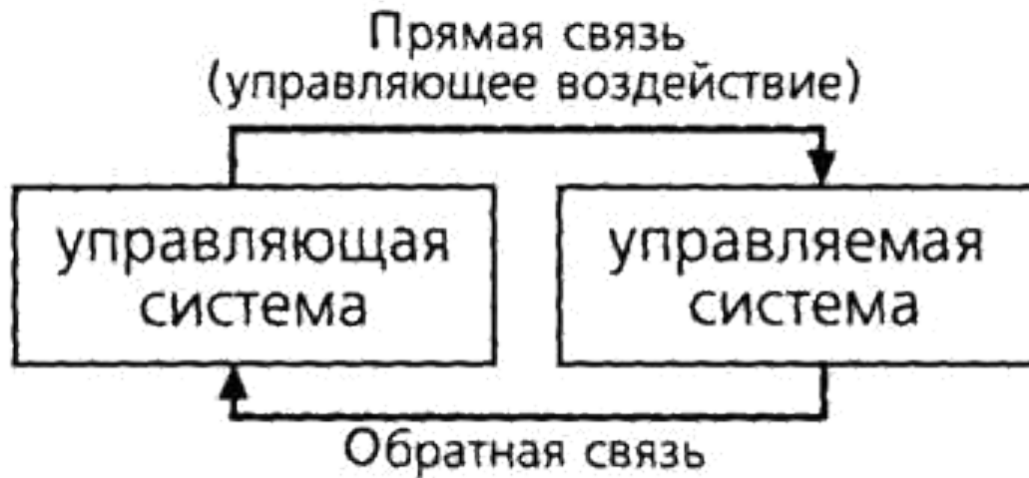 Прямая связь
(управляющее воздействие)
управляющая
система
управляемая
система
Обратная связь